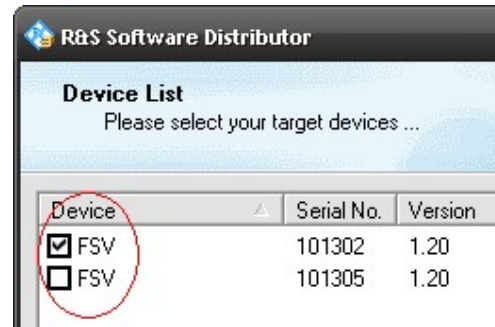 R&S Software Distributor
Device List
Please select your target devices ...
Device Serial No. Version
FSV 101302 1.20
FSV 101305 1.20